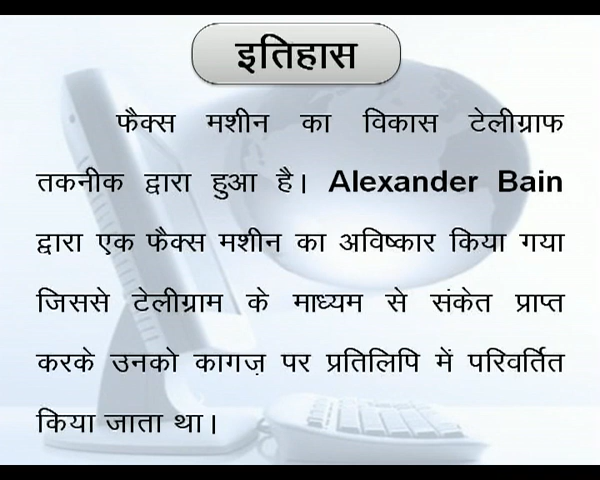 इतिहास
फैक्स मशीन का विकास टेलीग्राफ
तकनीक द्वारा हुआ है। Alexander Bain
द्वारा एक फैक्स मशीन का अविष्कार किया गया
जिससे टेलीग्राम के माध्यम से संकेत प्राप्त
करके उनको कागज़ पर प्रतिलिपि में परिवर्तित
किया जाता था।